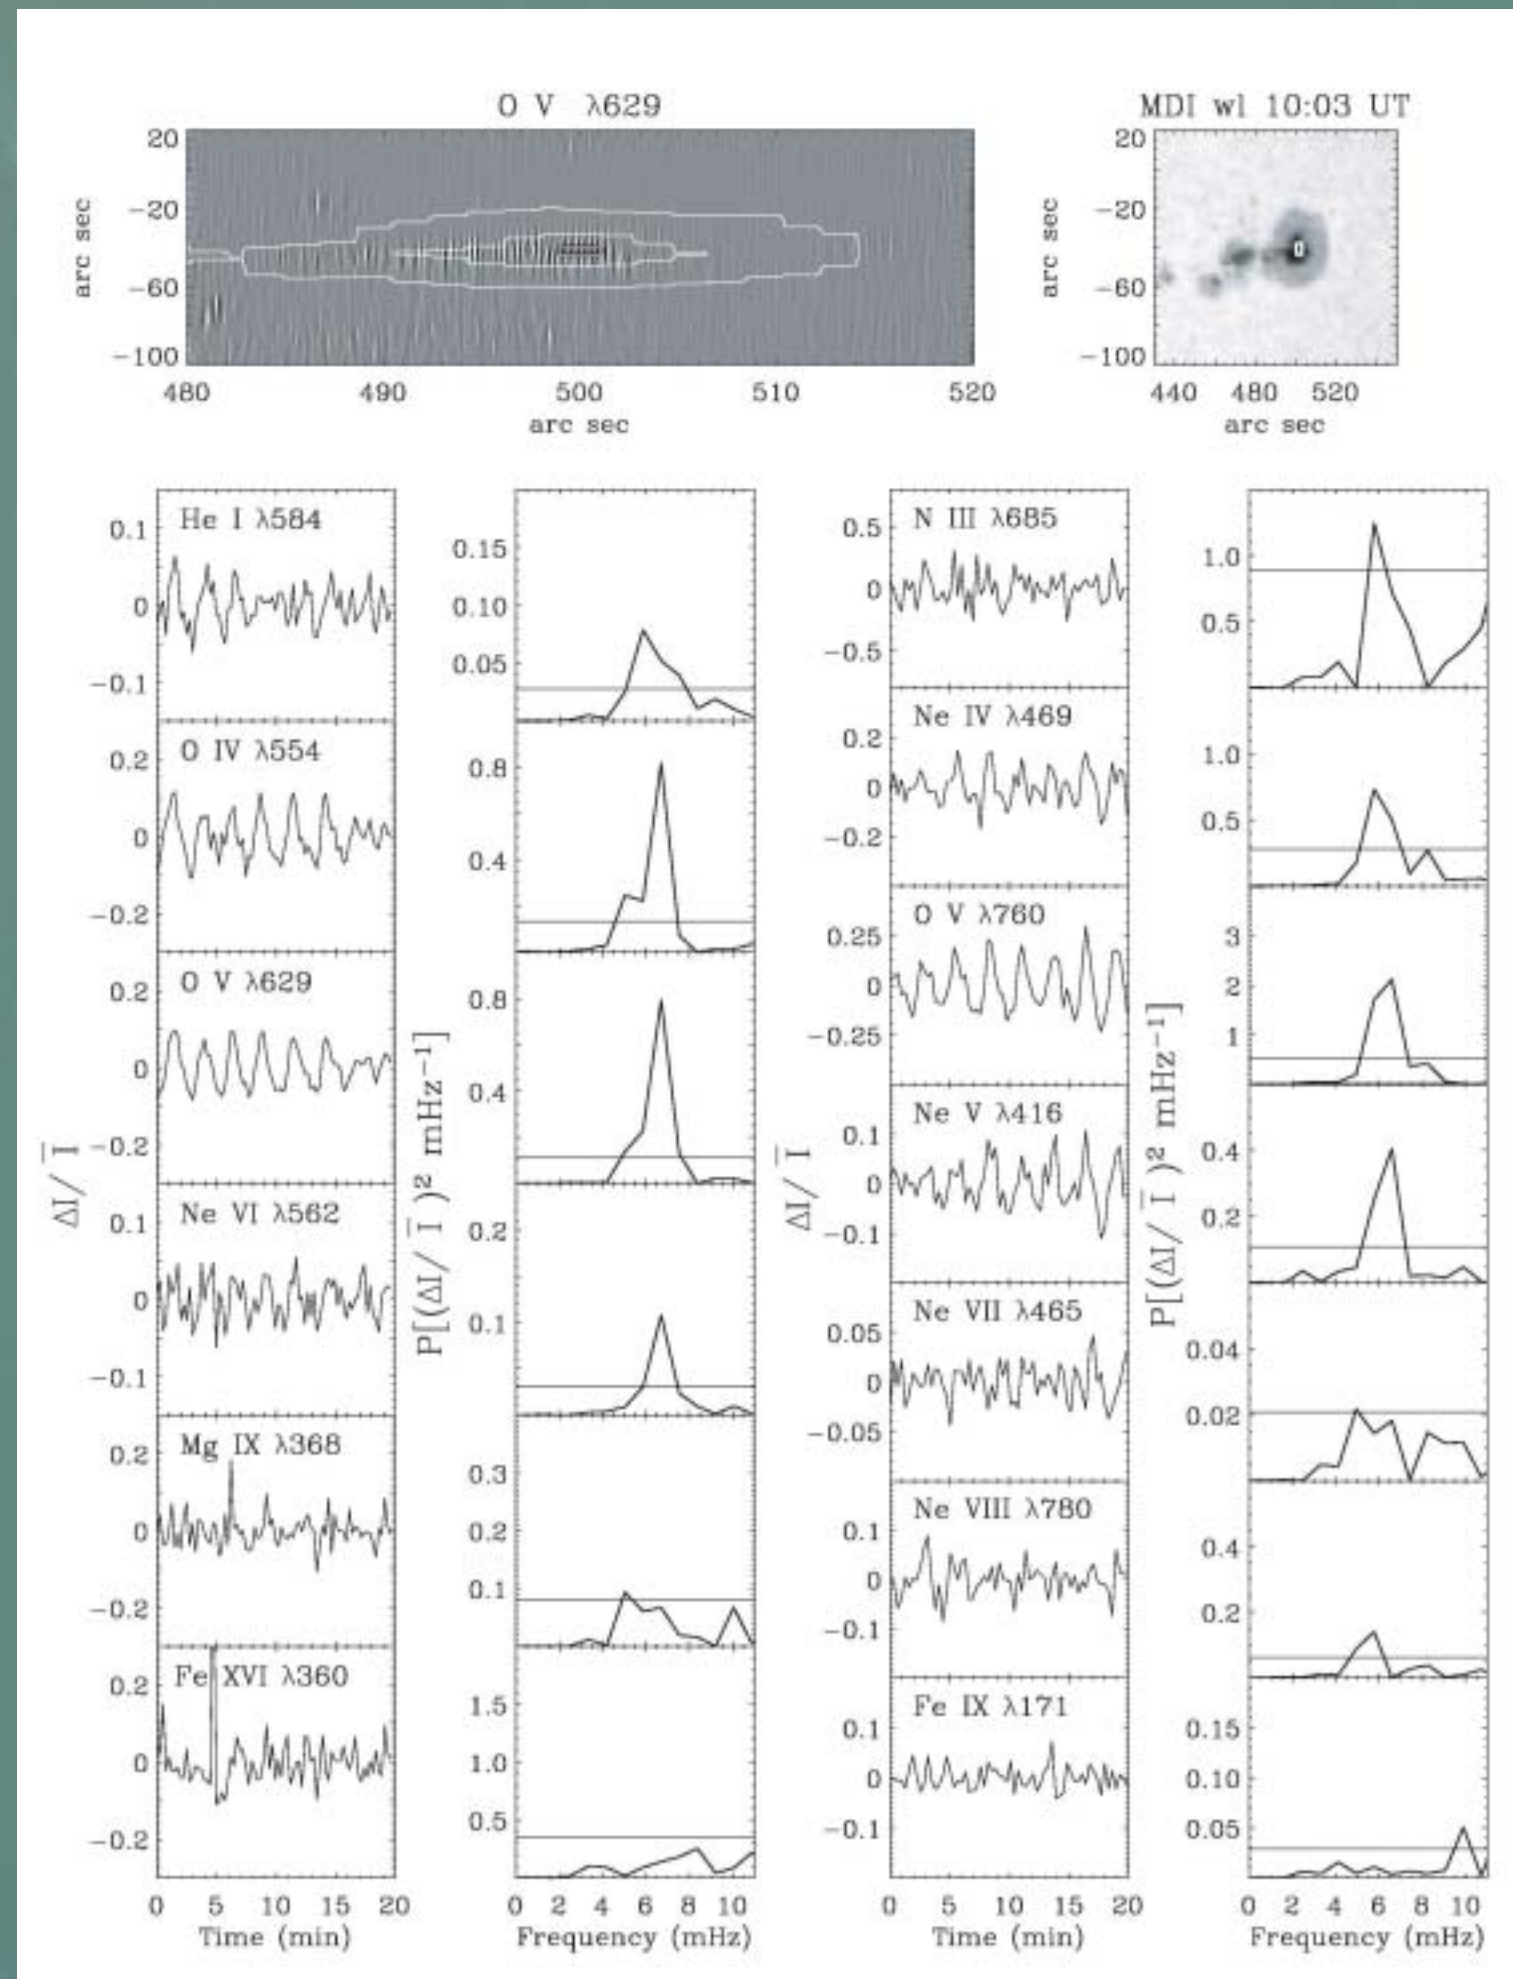 O V λ629
MDI wl 10:03 UT
20
−20
−60
−100
arc sec
480 490 500 510 520
arc sec
20
−20
−60
−100
arc sec
440 480 520
arc sec
He I λ584
0.1
0
−0.1
0.15
0.10
0.05
O IV λ554
0.2
0
−0.2
0.8
0.4
O V λ629
0.2
0
−0.2
0.8
0.4
Ne VI λ562
0.1
0
−0.1
0.2
0.1
Mg IX λ368
0.2
0
−0.2
0.3
0.2
0.1
Fe XVI λ360
0.2
0
−0.2
1.5
1.0
0.5
ΔI/ I̅
P[(ΔI/ I̅ )² mHz⁻¹]
0 5 10 15 20
Time (min)
0 2 4 6 8 10
Frequency (mHz)
N III λ685
0.5
0
−0.5
1.0
0.5
Ne IV λ469
0.2
0
−0.2
1.0
0.5
O V λ760
0.25
0
−0.25
3
2
1
Ne V λ416
0.1
0
−0.1
0.4
0.2
Ne VII λ465
0.05
0
−0.05
0.04
0.02
Ne VIII λ780
0.1
0
−0.1
0.4
0.2
Fe IX λ171
0.1
0
−0.1
0.15
0.10
0.05
ΔI/ I̅
P[(ΔI/ I̅ )² mHz⁻¹]
0 5 10 15 20
Time (min)
0 2 4 6 8 10
Frequency (mHz)